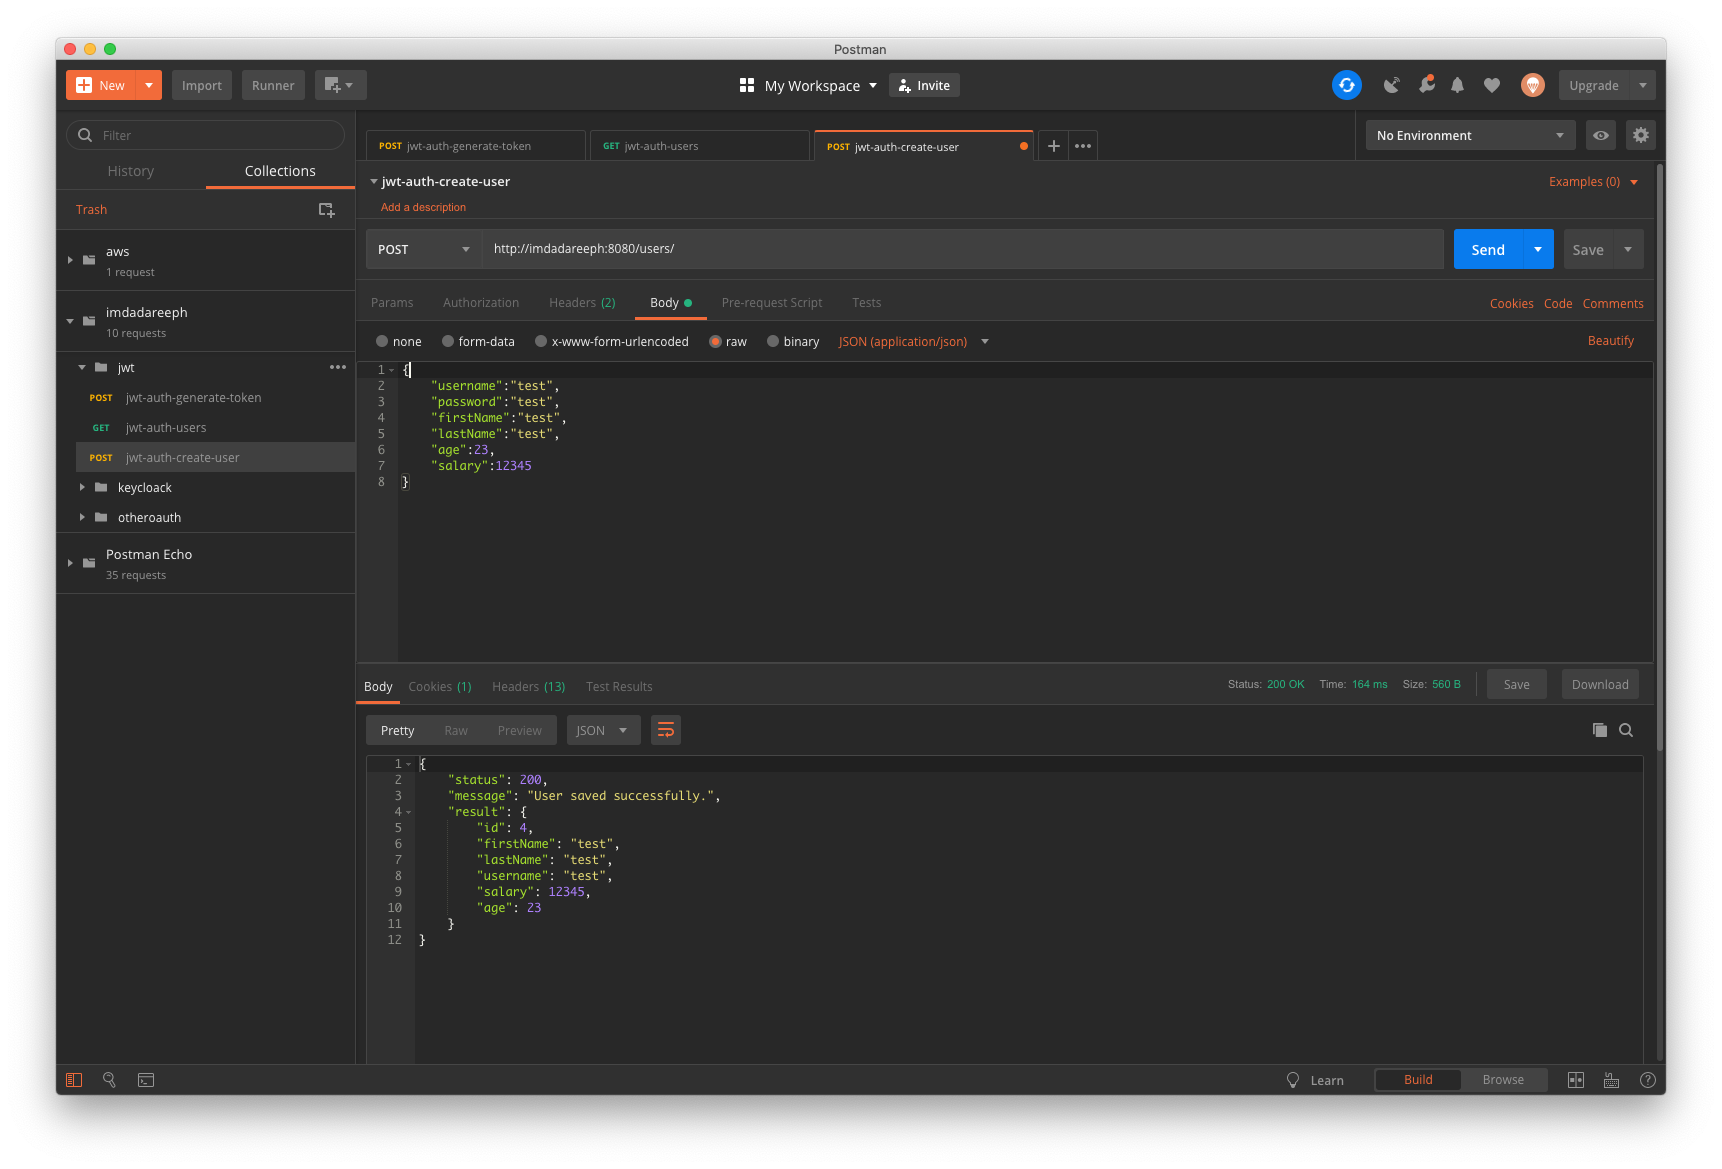 Postman
New
Import
Runner
My Workspace
Invite
Upgrade
Filter
History
Collections
Trash
aws
1 request
imdadareeph
10 requests
jwt
POST jwt-auth-generate-token
GET jwt-auth-users
POST jwt-auth-create-user
keycloack
otheroauth
Postman Echo
35 requests
POST jwt-auth-generate-token
GET jwt-auth-users
POST jwt-auth-create-user
No Environment
jwt-auth-create-user
Examples (0)
Add a description
POST
http://imdadareeph:8080/users/
Send
Save
Params
Authorization
Headers (2)
Body
Pre-request Script
Tests
Cookies
Code
Comments
none
form-data
x-www-form-urlencoded
raw
binary
JSON (application/json)
Beautify
1 {
2 "username":"test",
3 "password":"test",
4 "firstName":"test",
5 "lastName":"test",
6 "age":23,
7 "salary":12345
8 }
Body
Cookies (1)
Headers (13)
Test Results
Status: 200 OK
Time: 164 ms
Size: 560 B
Save
Download
Pretty
Raw
Preview
JSON
1 {
2 "status": 200,
3 "message": "User saved successfully.",
4 "result": {
5 "id": 4,
6 "firstName": "test",
7 "lastName": "test",
8 "username": "test",
9 "salary": 12345,
10 "age": 23
11 }
12 }
Learn
Build
Browse